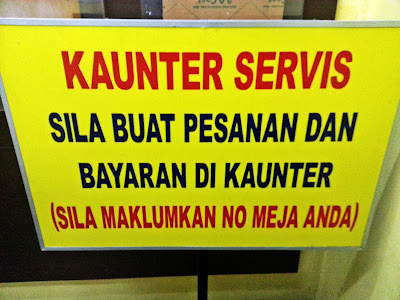 KAUNTER SERVIS
SILA BUAT PESANAN DAN
BAYARAN DI KAUNTER
(SILA MAKLUMKAN NO MEJA ANDA)